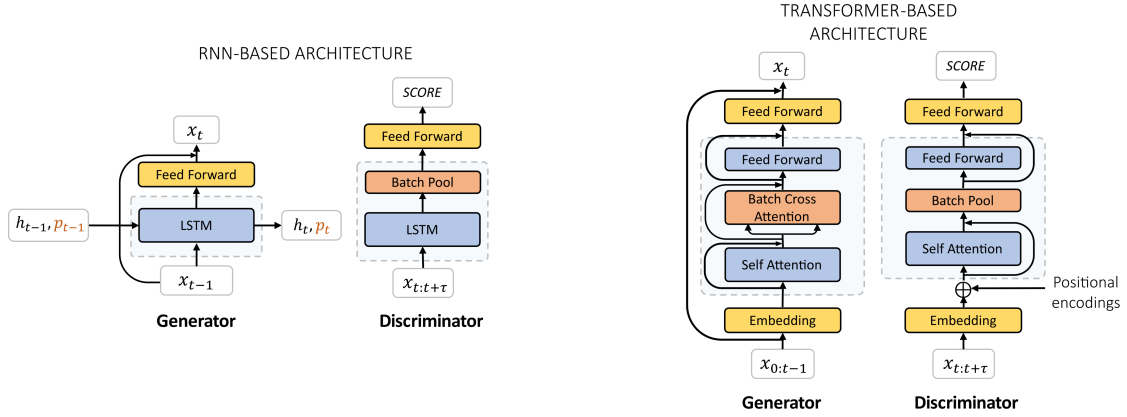 RNN-BASED ARCHITECTURE
x_t
Feed Forward
h_{t−1}, p_{t−1}
LSTM
h_t, p_t
x_{t−1}
Generator
SCORE
Feed Forward
Batch Pool
LSTM
x_{t:t+τ}
Discriminator
TRANSFORMER-BASED
ARCHITECTURE
x_t
Feed Forward
Feed Forward
Batch Cross
Attention
Self Attention
Embedding
x_{0:t−1}
Generator
SCORE
Feed Forward
Feed Forward
Batch Pool
Self Attention
Positional
encodings
Embedding
x_{t:t+τ}
Discriminator